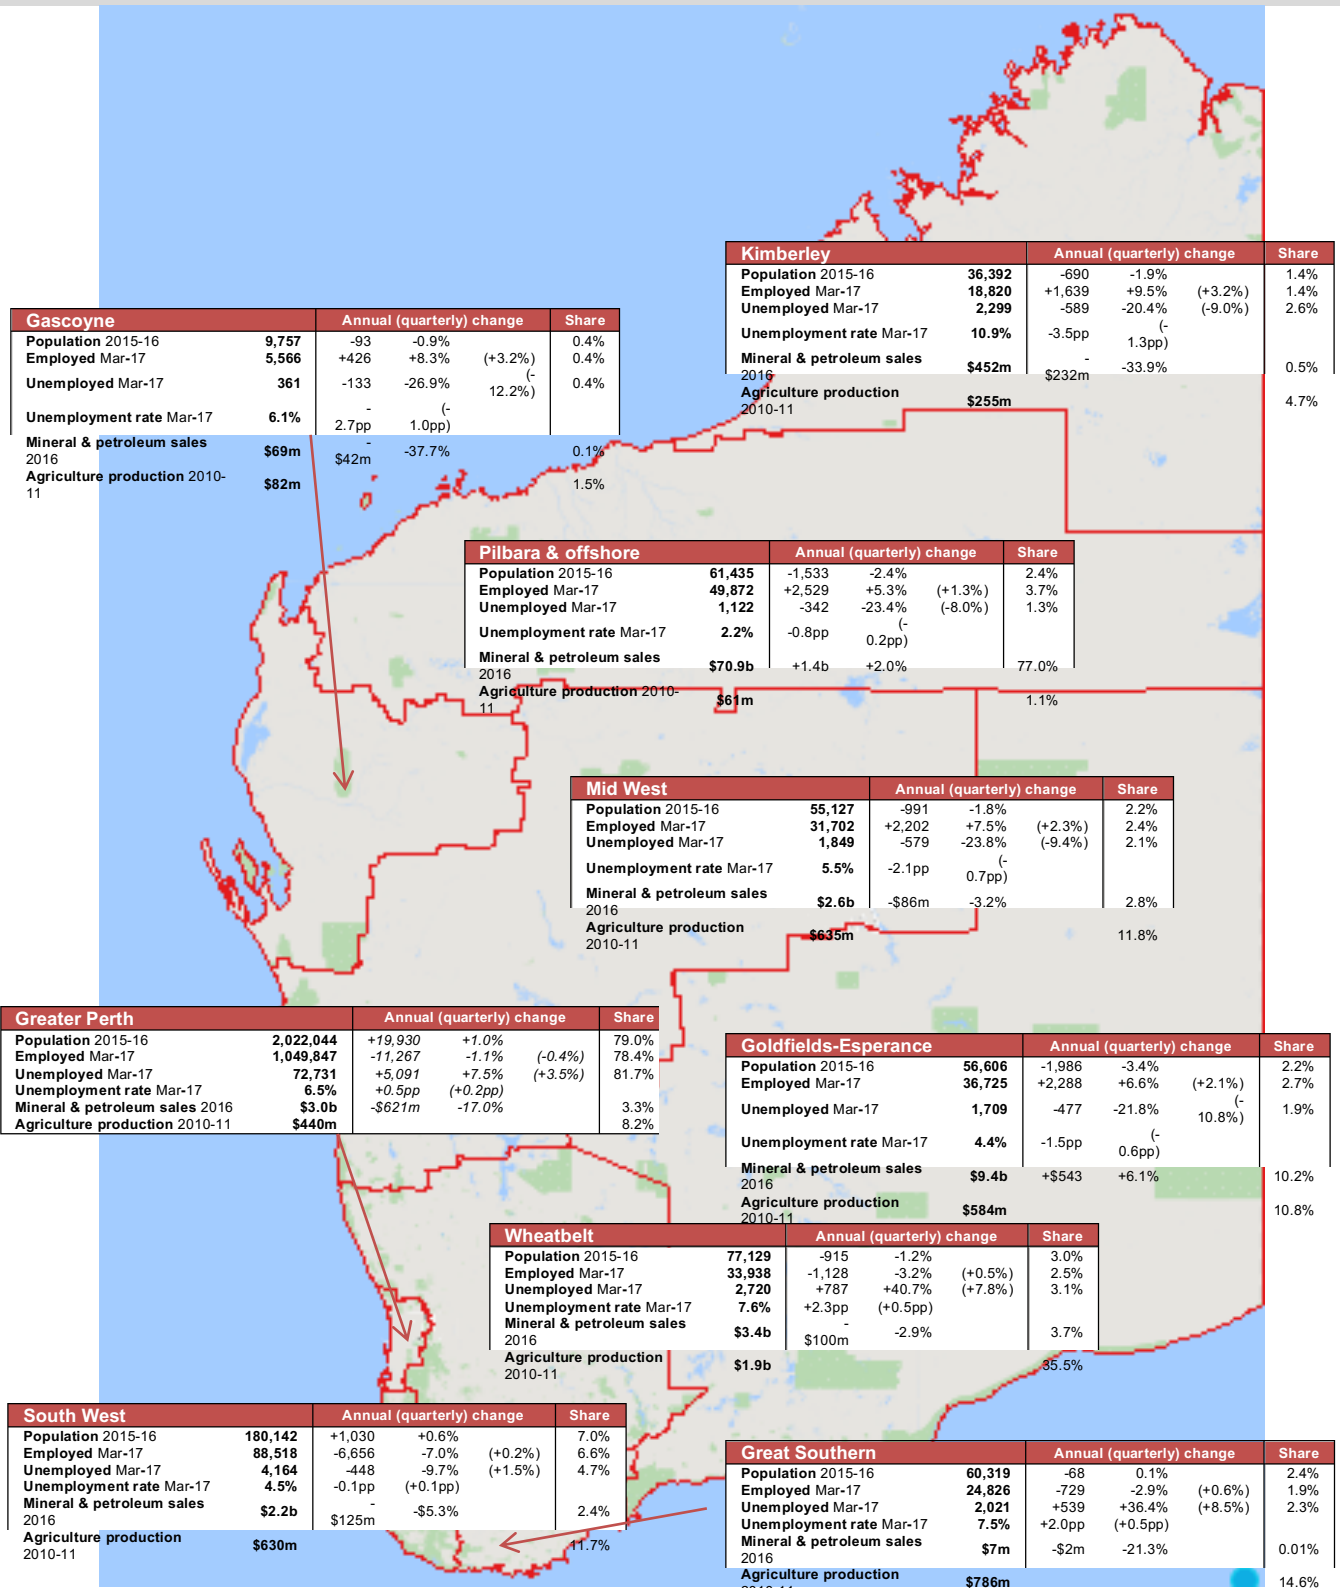 Kimberley Annual (quarterly) change Share
Population 2015-16 36,392 -690 -1.9% 1.4%
Employed Mar-17 18,820 +1,639 +9.5% (+3.2%) 1.4%
Unemployed Mar-17 2,299 -589 -20.4% (-9.0%) 2.6%
Unemployment rate Mar-17 10.9% -3.5pp (-
1.3pp)
Mineral & petroleum sales
2016 $452m -
$232m -33.9% 0.5%
Agriculture production
2010-11 $255m 4.7%
Gascoyne Annual (quarterly) change Share
Population 2015-16 9,757 -93 -0.9% 0.4%
Employed Mar-17 5,566 +426 +8.3% (+3.2%) 0.4%
Unemployed Mar-17 361 -133 -26.9% (-
12.2%) 0.4%
Unemployment rate Mar-17 6.1% -
2.7pp (-
1.0pp)
Mineral & petroleum sales
2016 $69m -
$42m -37.7% 0.1%
Agriculture production 2010-
11 $82m 1.5%
Pilbara & offshore Annual (quarterly) change Share
Population 2015-16 61,435 -1,533 -2.4% 2.4%
Employed Mar-17 49,872 +2,529 +5.3% (+1.3%) 3.7%
Unemployed Mar-17 1,122 -342 -23.4% (-8.0%) 1.3%
Unemployment rate Mar-17 2.2% -0.8pp (-
0.2pp)
Mineral & petroleum sales
2016 $70.9b +1.4b +2.0% 77.0%
Agriculture production 2010-
11 $61m 1.1%
Mid West Annual (quarterly) change Share
Population 2015-16 55,127 -991 -1.8% 2.2%
Employed Mar-17 31,702 +2,202 +7.5% (+2.3%) 2.4%
Unemployed Mar-17 1,849 -579 -23.8% (-9.4%) 2.1%
Unemployment rate Mar-17 5.5% -2.1pp (-
0.7pp)
Mineral & petroleum sales
2016 $2.6b -$86m -3.2% 2.8%
Agriculture production
2010-11 $635m 11.8%
Greater Perth Annual (quarterly) change Share
Population 2015-16 2,022,044 +19,930 +1.0% 79.0%
Employed Mar-17 1,049,847 -11,267 -1.1% (-0.4%) 78.4%
Unemployed Mar-17 72,731 +5,091 +7.5% (+3.5%) 81.7%
Unemployment rate Mar-17 6.5% +0.5pp (+0.2pp)
Mineral & petroleum sales 2016 $3.0b -$621m -17.0% 3.3%
Agriculture production 2010-11 $440m 8.2%
Goldfields-Esperance Annual (quarterly) change Share
Population 2015-16 56,606 -1,986 -3.4% 2.2%
Employed Mar-17 36,725 +2,288 +6.6% (+2.1%) 2.7%
Unemployed Mar-17 1,709 -477 -21.8% (-
10.8%) 1.9%
Unemployment rate Mar-17 4.4% -1.5pp (-
0.6pp)
Mineral & petroleum sales
2016 $9.4b +$543 +6.1% 10.2%
Agriculture production
2010-11 $584m 10.8%
Wheatbelt Annual (quarterly) change Share
Population 2015-16 77,129 -915 -1.2% 3.0%
Employed Mar-17 33,938 -1,128 -3.2% (+0.5%) 2.5%
Unemployed Mar-17 2,720 +787 +40.7% (+7.8%) 3.1%
Unemployment rate Mar-17 7.6% +2.3pp (+0.5pp)
Mineral & petroleum sales
2016 $3.4b -
$100m -2.9% 3.7%
Agriculture production
2010-11 $1.9b 35.5%
South West Annual (quarterly) change Share
Population 2015-16 180,142 +1,030 +0.6% 7.0%
Employed Mar-17 88,518 -6,656 -7.0% (+0.2%) 6.6%
Unemployed Mar-17 4,164 -448 -9.7% (+1.5%) 4.7%
Unemployment rate Mar-17 4.5% -0.1pp (+0.1pp)
Mineral & petroleum sales
2016 $2.2b -
$125m -$5.3% 2.4%
Agriculture production
2010-11 $630m 11.7%
Great Southern Annual (quarterly) change Share
Population 2015-16 60,319 -68 0.1% 2.4%
Employed Mar-17 24,826 -729 -2.9% (+0.6%) 1.9%
Unemployed Mar-17 2,021 +539 +36.4% (+8.5%) 2.3%
Unemployment rate Mar-17 7.5% +2.0pp (+0.5pp)
Mineral & petroleum sales
2016 $7m -$2m -21.3% 0.01%
Agriculture production
$786m 14.6%